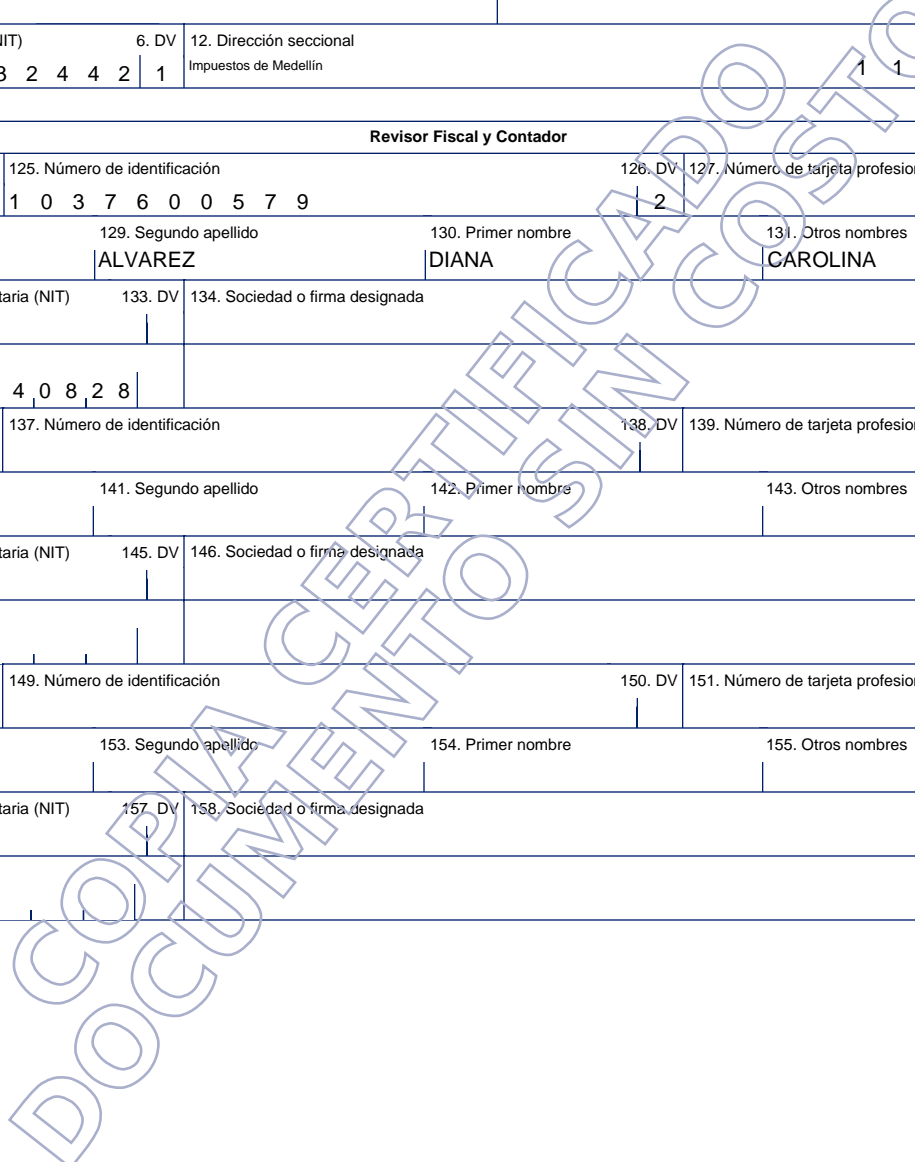 NIT) 6. DV 12. Dirección seccional
3 2 4 4 2 1 Impuestos de Medellín 1 1
Revisor Fiscal y Contador
125. Número de identificación 126. DV 127. Número de tarjeta profesion
1 0 3 7 6 0 0 5 7 9 2
129. Segundo apellido 130. Primer nombre 131. Otros nombres
ALVAREZ DIANA CAROLINA
taria (NIT) 133. DV 134. Sociedad o firma designada
4 0 8 2 8
137. Número de identificación 138. DV 139. Número de tarjeta profesion
141. Segundo apellido 142. Primer nombre 143. Otros nombres
taria (NIT) 145. DV 146. Sociedad o firma designada
149. Número de identificación 150. DV 151. Número de tarjeta profesion
153. Segundo apellido 154. Primer nombre 155. Otros nombres
taria (NIT) 157. DV 158. Sociedad o firma designada
COPIA CERTIFICADO
DOCUMENTO SIN COSTO